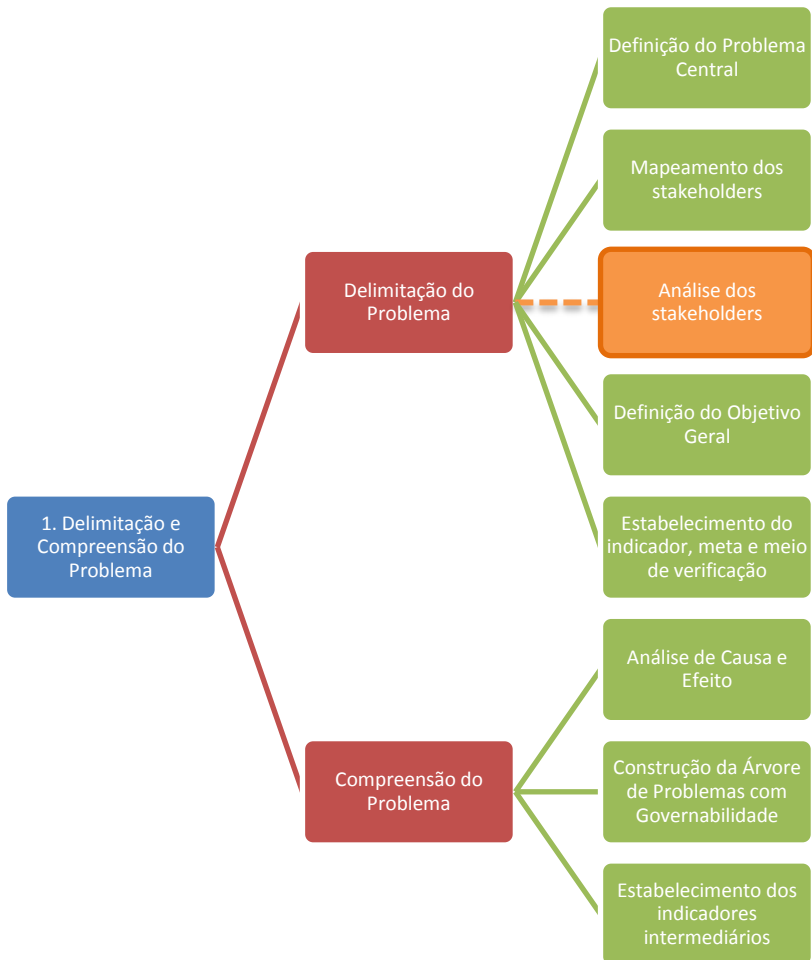 Definição do Problema
Central
Mapeamento dos
stakeholders
Delimitação do
Problema
Análise dos
stakeholders
Definição do Objetivo
Geral
1. Delimitação e
Compreensão do
Problema
Estabelecimento do
indicador, meta e meio
de verificação
Análise de Causa e
Efeito
Compreensão do
Problema
Construção da Árvore
de Problemas com
Governabilidade
Estabelecimento dos
indicadores
intermediários